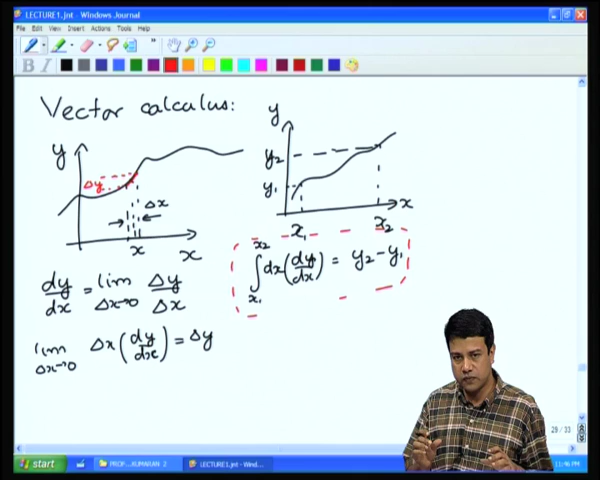 LECTURE1.jnt - Windows Journal
File Edit View Insert Actions Tools Help
B I
Vector calculus:
y
y
y2
y1
Δy
Δx
x
x
x1
x2
x
∫x1^x2 dx(dy/dx) = y2 - y1
dy/dx = lim Δx→0 Δy/Δx
lim Δx→0 Δx(dy/dx) = Δy
29 / 33
start
LECTURE1.jnt - Wind...
11:46 PM